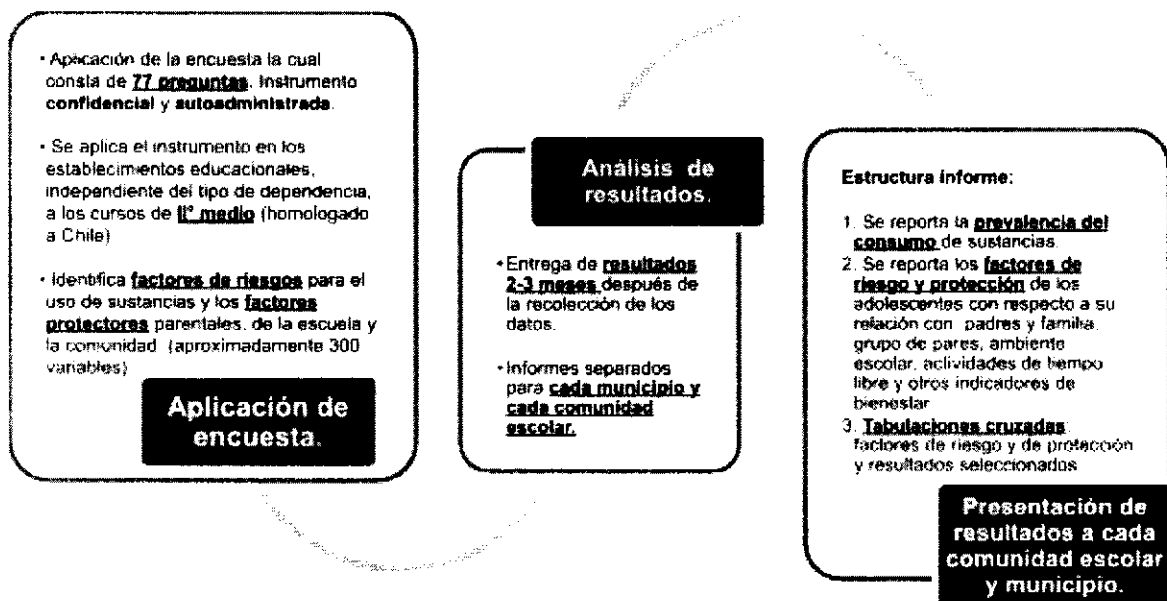 • Aplicación de la encuesta la cual
consta de 77 preguntas. Instrumento
confidencial y autoadministrada.
• Se aplica el instrumento en los
establecimientos educacionales,
independiente del tipo de dependencia,
a los cursos de II° medio (homologado
a Chile)
• Identifica factores de riesgos para el
uso de sustancias y los factores
protectores parentales, de la escuela y
la comunidad (aproximadamente 300
variables)
Aplicación de
encuesta.
Análisis de
resultados.
• Entrega de resultados
2-3 meses después de
la recolección de los
datos.
• Informes separados
para cada municipio y
cada comunidad
escolar.
Estructura Informe:
1. Se reporta la prevalencia del
consumo de sustancias.
2. Se reporta los factores de
riesgo y protección de los
adolescentes con respecto a su
relación con padres y familia,
grupo de pares, ambiente
escolar, actividades de tiempo
libre y otros indicadores de
bienestar
3. Tabulaciones cruzadas:
factores de riesgo y de protección
y resultados seleccionados
Presentación de
resultados a cada
comunidad escolar
y municipio.